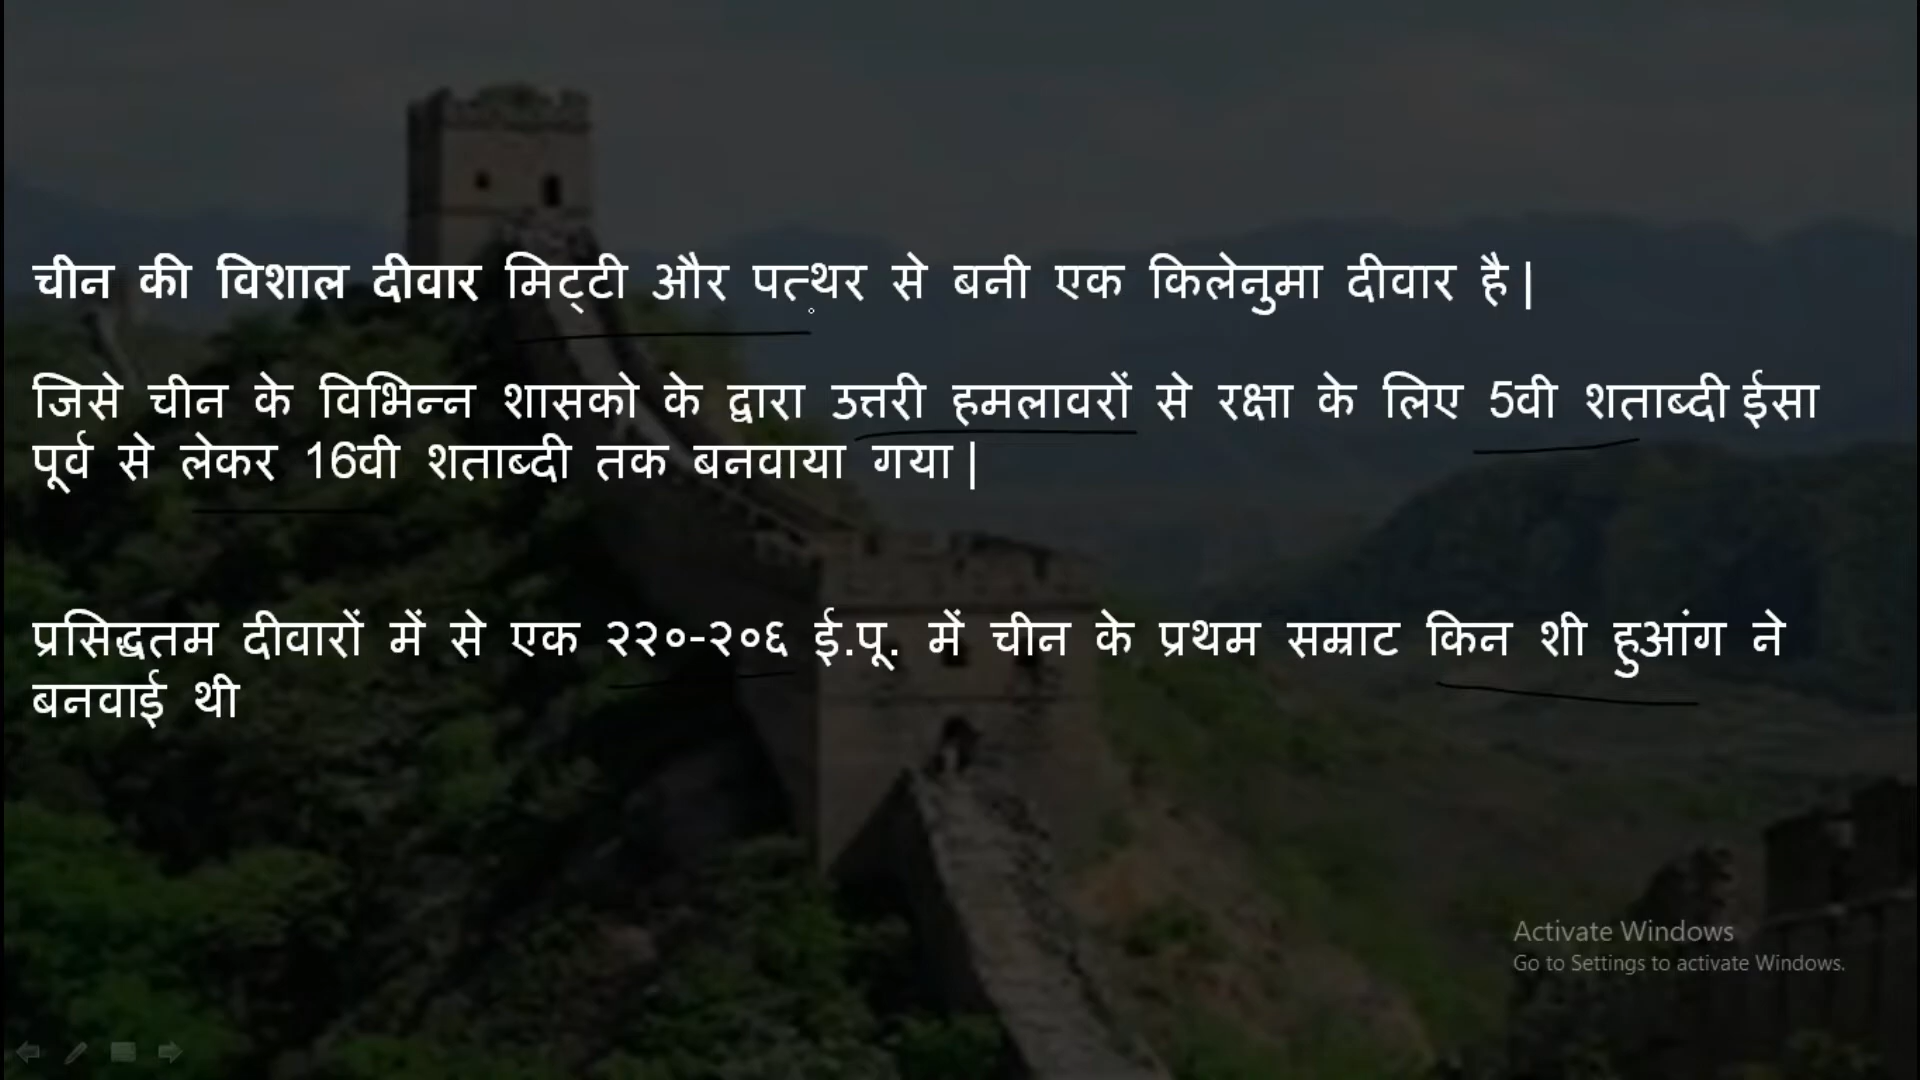 चीन की विशाल दीवार मिट्टी और पत्थर से बनी एक किलेनुमा दीवार है|
जिसे चीन के विभिन्न शासको के द्वारा उत्तरी हमलावरों से रक्षा के लिए 5वी शताब्दी ईसा
पूर्व से लेकर 16वी शताब्दी तक बनवाया गया|
प्रसिद्धतम दीवारों में से एक २२०-२०६ ई.पू. में चीन के प्रथम सम्राट किन शी हुआंग ने
बनवाई थी
Activate Windows
Go to Settings to activate Windows.